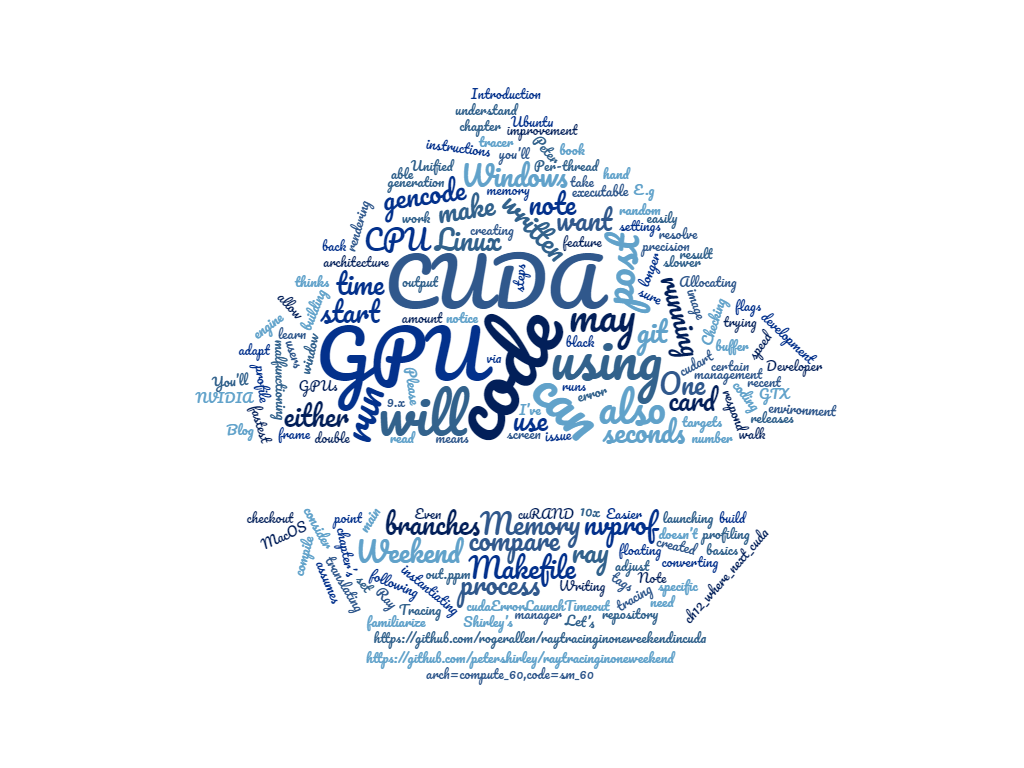 Introduction
understand
chapter
Ubuntu
improvement
instructions
tracer
you'll
Peter
book
Unified
Per-thread
able
generation
Windows
take
hand
gencode
memory
executable
E.g
work
make
written
note
want
random
settings
easily
rendering
back
CPU
Linux
creating
feature
post
precision
resolve
result
architecture
CUDA
steps
longer
slower
thinks
time
output
sure
running
Allocating
allow
building
start
amount
notice
code
may
git
image
Checking
flags
engine
learn
trying
development
adapt
users
window
GPU
via
black
using
cudart
buffer
speed
certain
Developer
You'll
profile
malfunctioning
GPUs
Please
runs
error
One
management
recent
NVIDIA
run
9.x
will
can
card
respond
coding
GTX
fastest
either
I've
use
also
targets
environment
releases
Blog
frame
double
read
means
screen
issue
seconds
number
walk
checkout
MacOS
consider
point
main
Even
branches
Memory
cuRAND
10x
nvprof
Easier
launching
build
compile
chapter's
Weekend
compare
ray
floating
doesn't
profiling
created
basics
assumes
translating
set
following
instantiating
out.ppm
Makefile
adjust
converting
Ray
process
Writing
tags
Note
specific
ch12_where_next_cuda
Tracing
cudaErrorLaunchTimeout
tracing
need
familiarize
Shirley's
manager
Let's
repository
https://github.com/rogerallen/raytracinginoneweekendincuda
https://github.com/petershirley/raytracinginoneweekend
arch=compute_60,code=sm_60